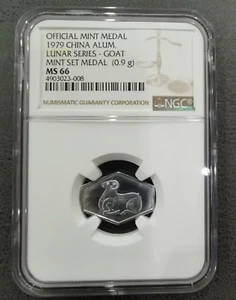 OFFICIAL MINT MEDAL
1979 CHINA ALUM.
LUNAR SERIES - GOAT
MINT SET MEDAL (0.9 g)
MS 66
4903023-008
NUMISMATIC GUARANTY CORPORATION
NGC